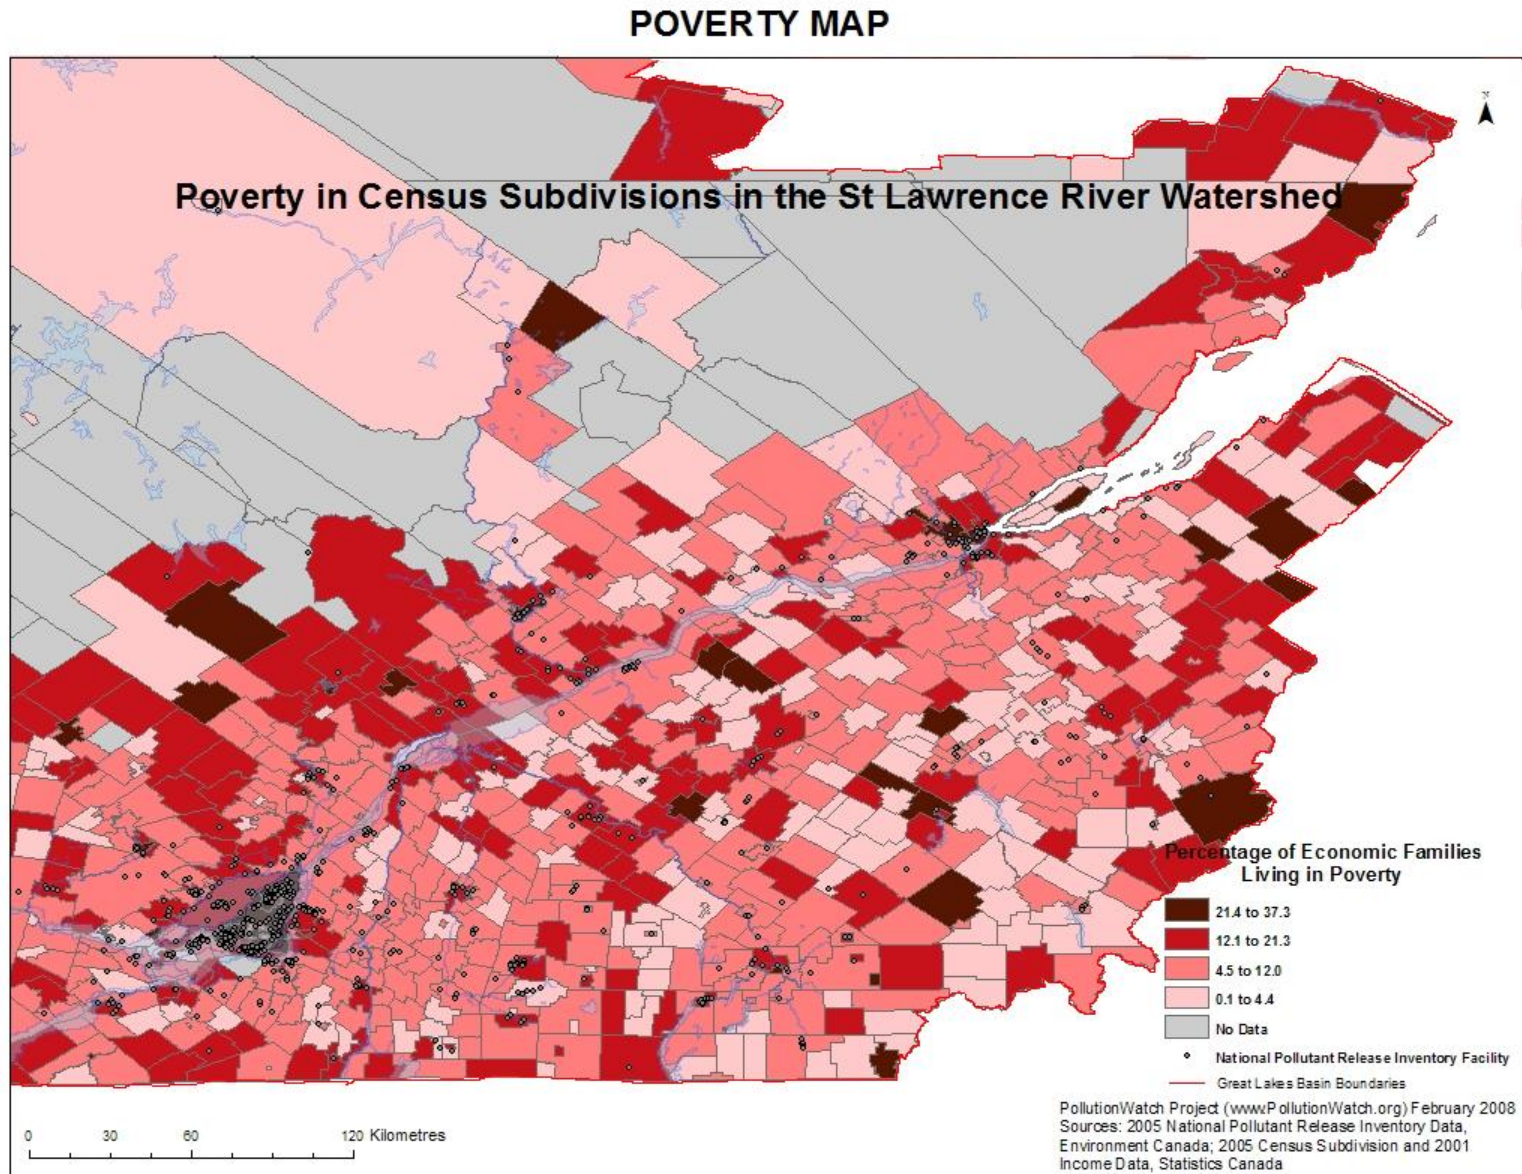 POVERTY MAP
N
Poverty in Census Subdivisions in the St Lawrence River Watershed
Percentage of Economic Families
Living in Poverty
21.4 to 37.3
12.1 to 21.3
4.5 to 12.0
0.1 to 4.4
No Data
National Pollutant Release Inventory Facility
Great Lakes Basin Boundaries
PollutionWatch Project (www.PollutionWatch.org) February 2008
Sources: 2005 National Pollutant Release Inventory Data,
Environment Canada; 2005 Census Subdivision and 2001
Income Data, Statistics Canada
0 30 60 120 Kilometres